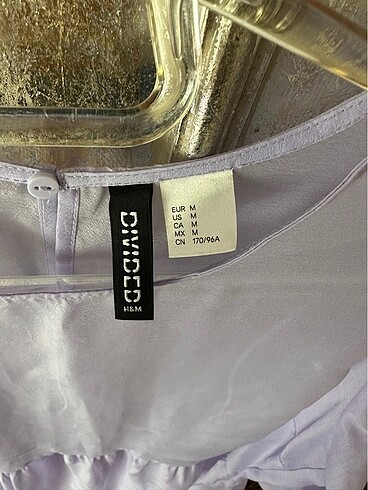 DIVIDED
H&M
EUR M
US M
CA M
MX M
CN 170/96A